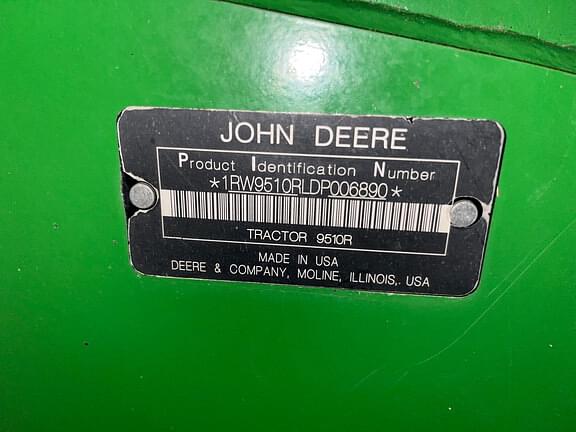 JOHN DEERE
Product Identification Number
*1RW9510RLDP006890*
TRACTOR 9510R
MADE IN USA
DEERE & COMPANY, MOLINE, ILLINOIS, USA